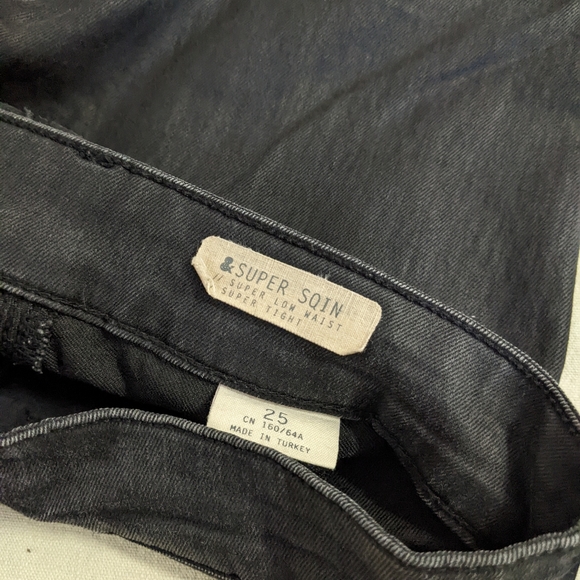 & SUPER SQIN
// SUPER LOW WAIST
SUPER TIGHT
25
CN 160/64A
MADE IN TURKEY